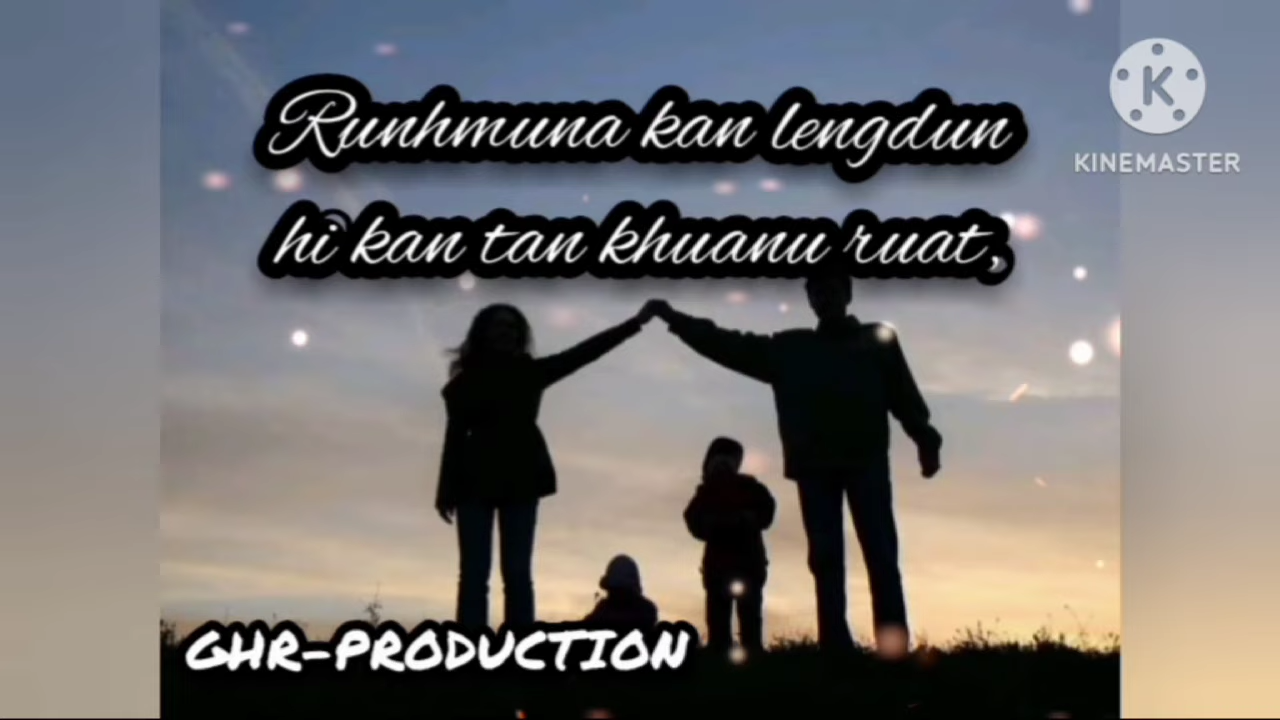 Runhmuna kan lengdun
hi kan tan khuanu ruat,
K
KINEMASTER
GHR-PRODUCTION